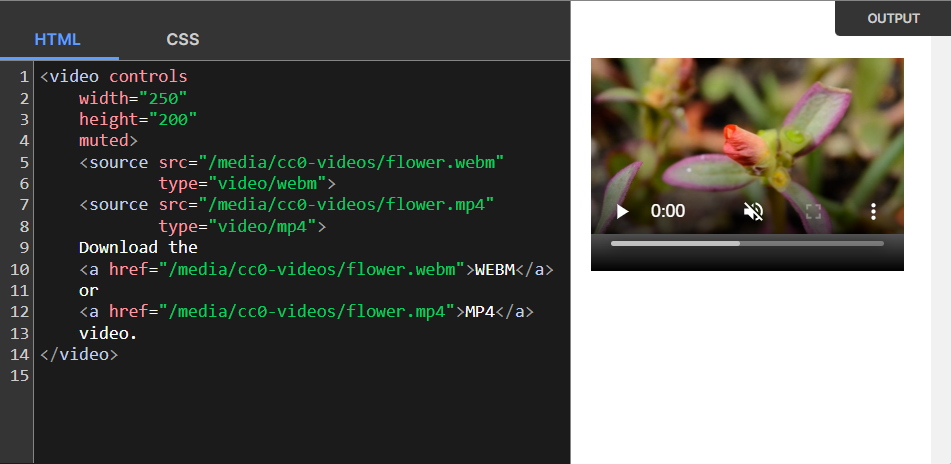 HTML CSS OUTPUT
1 <video controls
2     width="250"
3     height="200"
4     muted>
5     <source src="/media/cc0-videos/flower.webm"
6             type="video/webm">
7     <source src="/media/cc0-videos/flower.mp4"
8             type="video/mp4">
9     Download the
10     <a href="/media/cc0-videos/flower.webm">WEBM</a>
11     or
12     <a href="/media/cc0-videos/flower.mp4">MP4</a>
13     video.
14 </video>
15
0:00